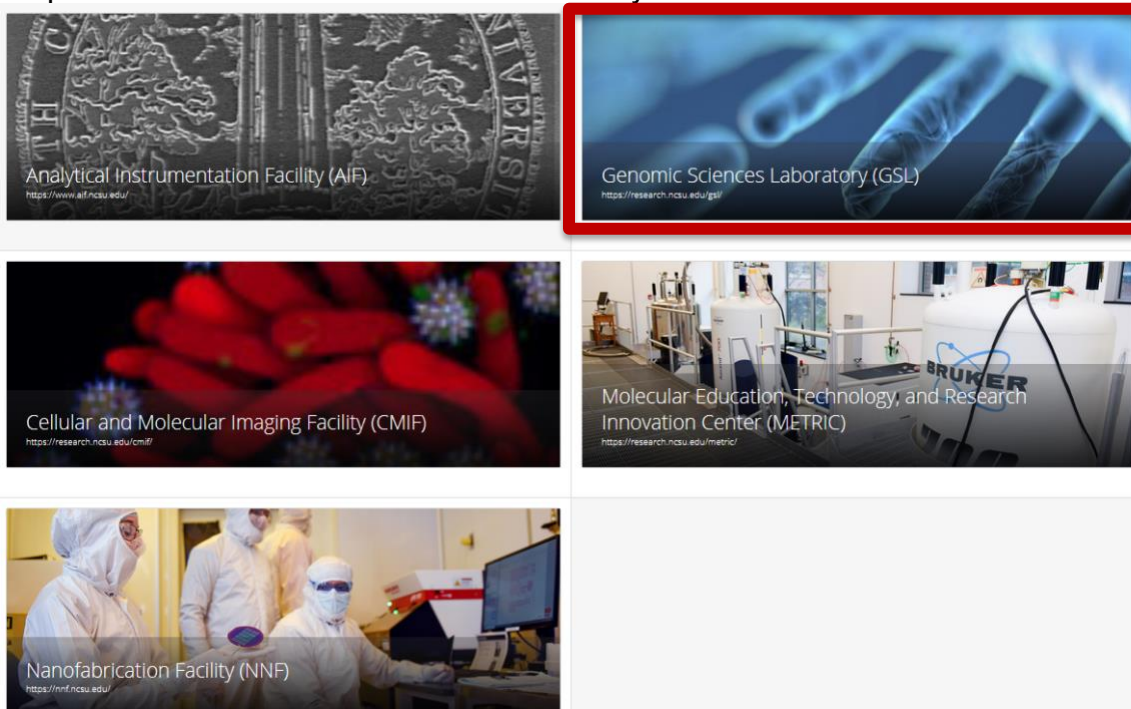 Analytical Instrumentation Facility (AIF)
https://www.aif.ncsu.edu/
Genomic Sciences Laboratory (GSL)
https://research.ncsu.edu/gsl/
Cellular and Molecular Imaging Facility (CMIF)
https://research.ncsu.edu/cmif/
BRUKER
Molecular Education, Technology, and Research
Innovation Center (METRIC)
https://research.ncsu.edu/metric/
Nanofabrication Facility (NNF)
https://nnf.ncsu.edu/